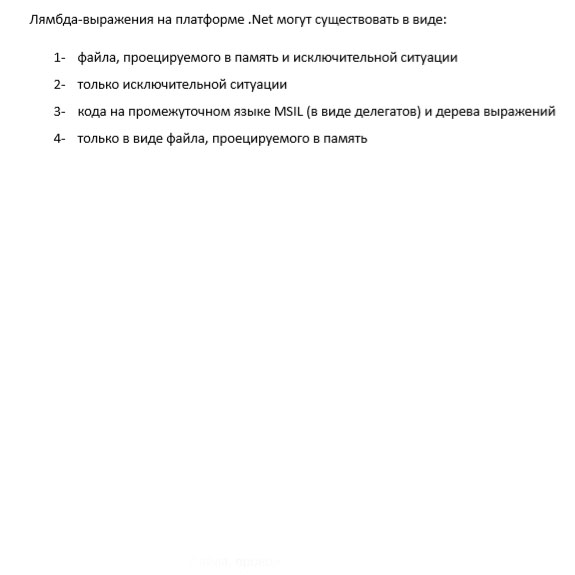 Лямбда-выражения на платформе .Net могут существовать в виде:
1- файла, проецируемого в память и исключительной ситуации
2- только исключительной ситуации
3- кода на промежуточном языке MSIL (в виде делегатов) и дерева выражений
4- только в виде файла, проецируемого в память